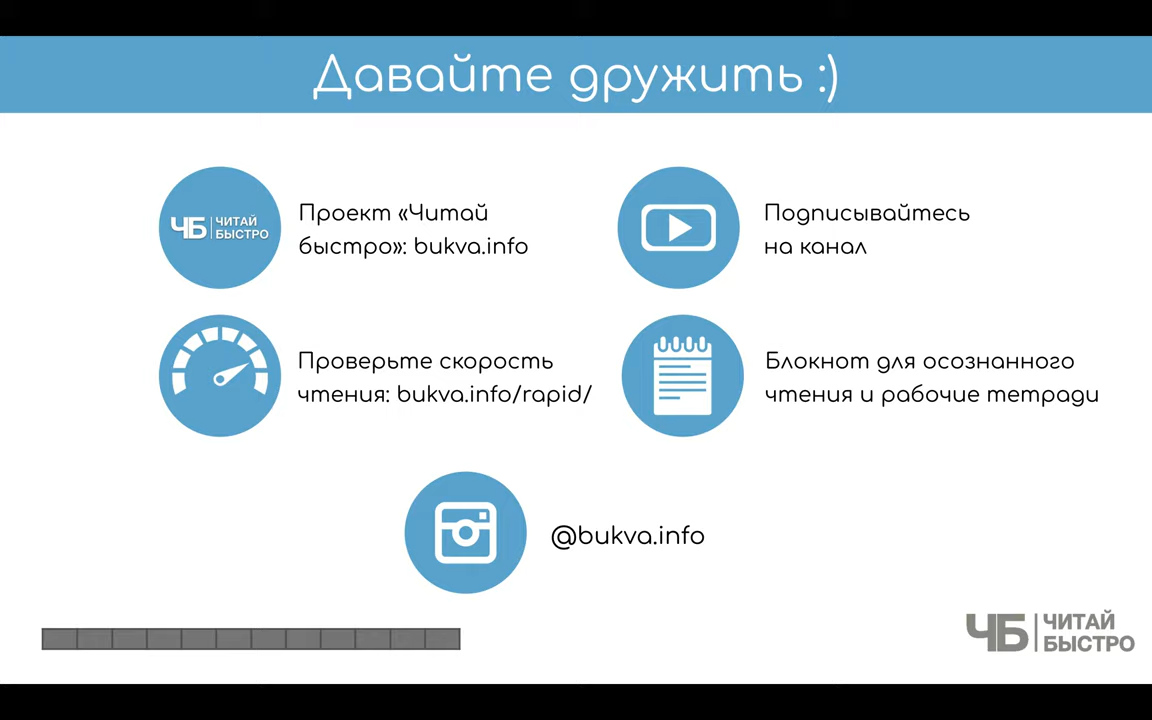 Давайте дружить :)
ЧБ ЧИТАЙ
БЫСТРО
Проект «Читай
быстро»: bukva.info
Подписывайтесь
на канал
Проверьте скорость
чтения: bukva.info/rapid/
Блокнот для осознанного
чтения и рабочие тетради
@bukva.info
ЧБ ЧИТАЙ
БЫСТРО